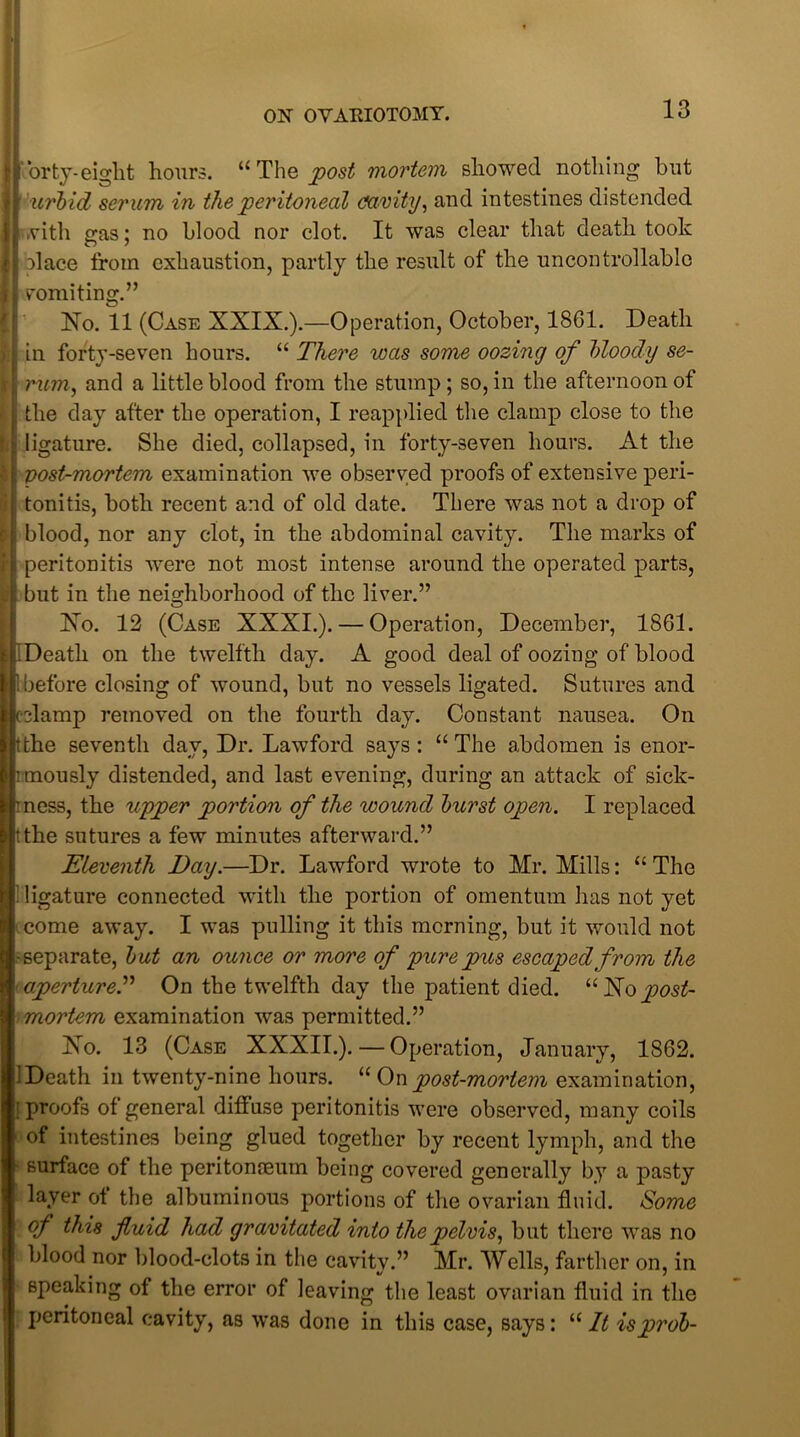 ON OVARIOTOMY.
13
orty-eight hours. “The post mortem showed nothing but
urbid serum in the peritoneal cavity, and intestines distended
vith gas; no blood nor clot. It was clear that death took
place from exhaustion, partly the result of the uncontrollable
vomiting.”
No. 11 (Case XXIX.).—Operation, October, 1861. Death
in forty-seven hours. “There was some oozing of bloody se-
rum, and a little blood from the stump; so, in the afternoon of
the day after the operation, I reapplied the clamp close to the
ligature. She died, collapsed, in forty-seven hours. At the
post-mortem examination we observed proofs of extensive peri-
tonitis, both recent and of old date. There was not a drop of
blood, nor any clot, in the abdominal cavity. The marks of
peritonitis were not most intense around the operated parts,
but in the neighborhood of the liver.”
No. 12 (Case XXXI.).—Operation, December, 1861.
Death on the twelfth day. A good deal of oozing of blood
before closing of wound, but no vessels ligated. Sutures and
clamp removed on the fourth day. Constant nausea. On
the seventh day, Dr. Lawford says: “The abdomen is enor-
mously distended, and last evening, during an attack of sick-
ness, the upper portion of the wound burst open. I replaced
the sutures a few minutes afterward.”
Eleventh Day.—Dr. Lawford wrote to Mr. Mills: “The
ligature connected with the portion of omentum has not yet
come away. I was pulling it this morning, but it would not
separate, but an ounce or more of pure pus escaped from the
aperture.” On the twelfth day the patient died. “No post-
mortem examination was permitted.”
No. 13 (Case XXXII.).—Operation, January, 1862.
Death in twenty-nine hours. “On post-mortem examination,
proofs of general diffuse peritonitis were observed, many coils
of intestines being glued together by recent lymph, and the
surface of the peritonæum being covered generally by a pasty
layer of the albuminous portions of the ovarian fluid. Some
of this fluid had gravitated into the pelvis, but there was no
blood nor blood-clots in the cavity.” Mr. Wells, farther on, in
speaking of the error of leaving the least ovarian fluid in the
peritoneal cavity, as was done in this case, says: “It is prob-